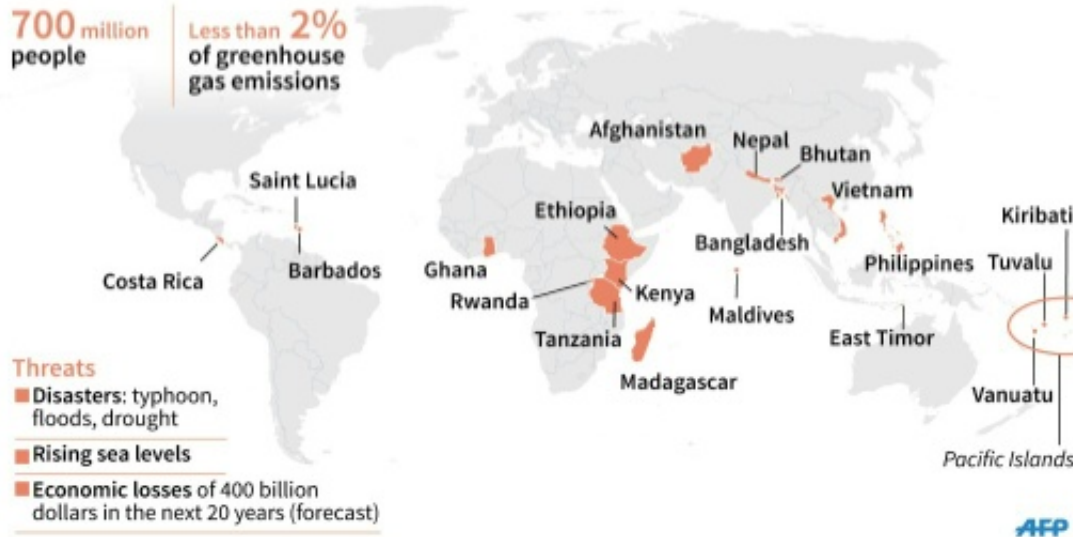 700 million
people
Less than 2%
of greenhouse
gas emissions
Afghanistan
Nepal
Bhutan
Saint Lucia
Vietnam
Ethiopia
Kiribati
Bangladesh
Costa Rica
Barbados
Ghana
Philippines
Tuvalu
Rwanda
Kenya
Maldives
Tanzania
East Timor
Madagascar
Vanuatu
Pacific Islands
Threats
Disasters: typhoon,
floods, drought
Rising sea levels
Economic losses of 400 billion
dollars in the next 20 years (forecast)
AFP